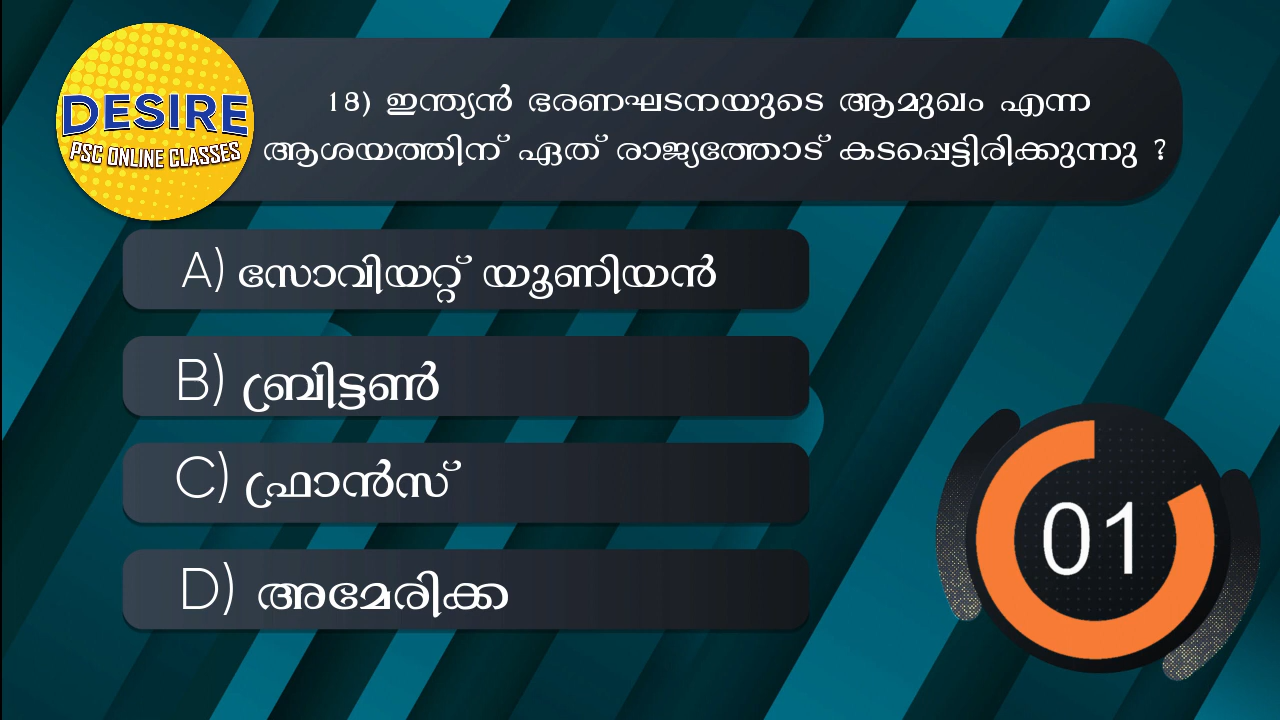 DESIRE
PSC ONLINE CLASSES
18) ഇന്ത്യൻ ഭരണഘടനയുടെ ആമുഖം എന്ന
ആശയത്തിന് ഏത് രാജ്യത്തോട് കടപ്പെട്ടിരിക്കുന്നു ?
A) സോവിയറ്റ് യൂണിയൻ
B) ബ്രിട്ടൺ
C) ഫ്രാൻസ്
D) അമേരിക്ക
01